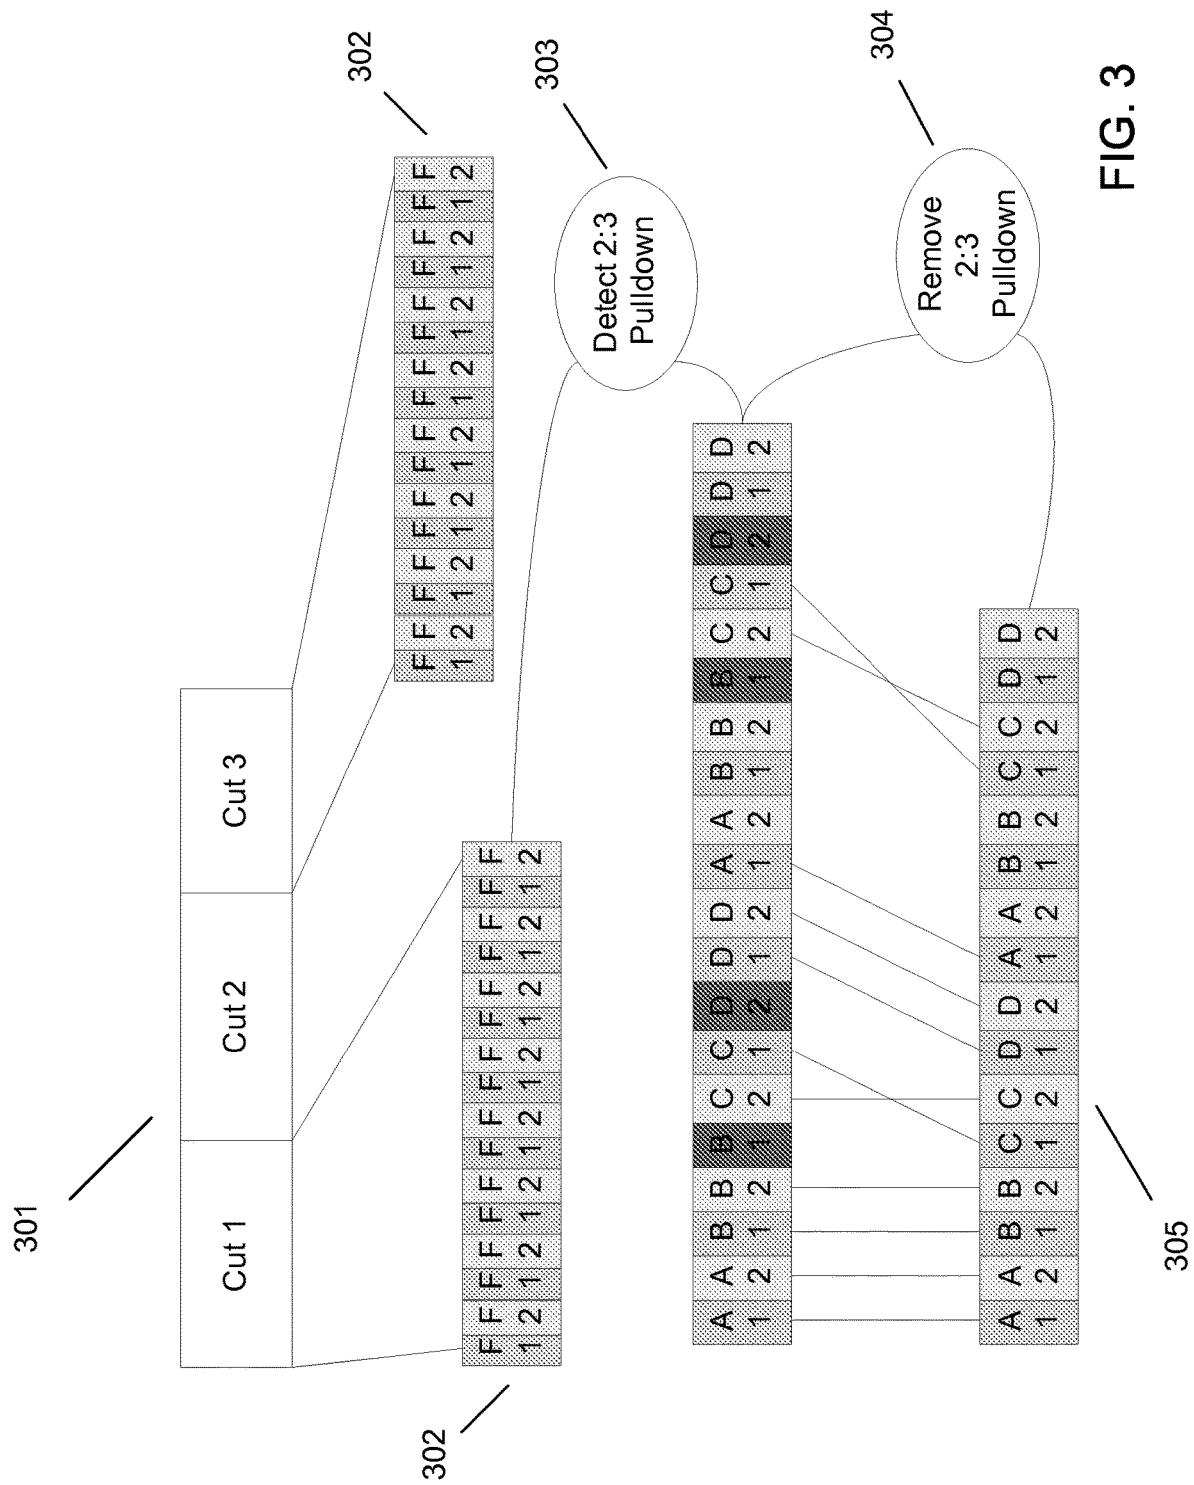 301
Cut 1 Cut 2 Cut 3
302
F F F F F F F F F F F F F F F F
1 2 1 2 1 2 1 2 1 2 1 2 1 2 1 2
302
F F F F F F F F F F F F F F F F
1 2 1 2 1 2 1 2 1 2 1 2 1 2 1 2
303
Detect 2:3
Pulldown
A A B B B C C D D D A A B B B C C D D D
1 2 1 2 1 2 1 2 1 2 1 2 1 2 1 2 1 2 1 2
304
Remove
2:3
Pulldown
A A B B C C D D A A B B C C D D
1 2 1 2 1 2 1 2 1 2 1 2 1 2 1 2
305
FIG. 3